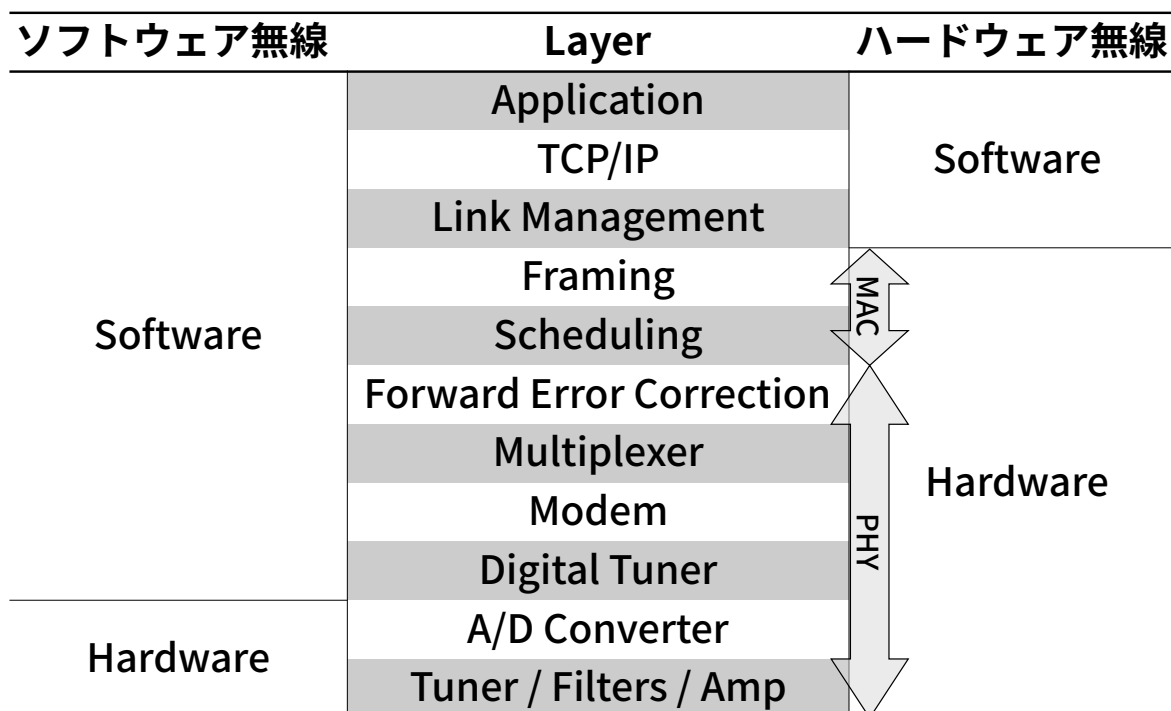 ソフトウェア無線 Layer ハードウェア無線
Application
TCP/IP
Software
Link Management
Framing
MAC
Software
Scheduling
Forward Error Correction
Multiplexer
Hardware
Modem
PHY
Digital Tuner
A/D Converter
Hardware
Tuner / Filters / Amp